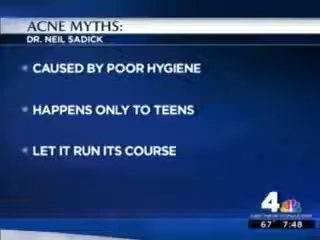 ACNE MYTHS:
DR. NEIL SADICK
CAUSED BY POOR HYGIENE
HAPPENS ONLY TO TEENS
LET IT RUN ITS COURSE
4
67° 7:48